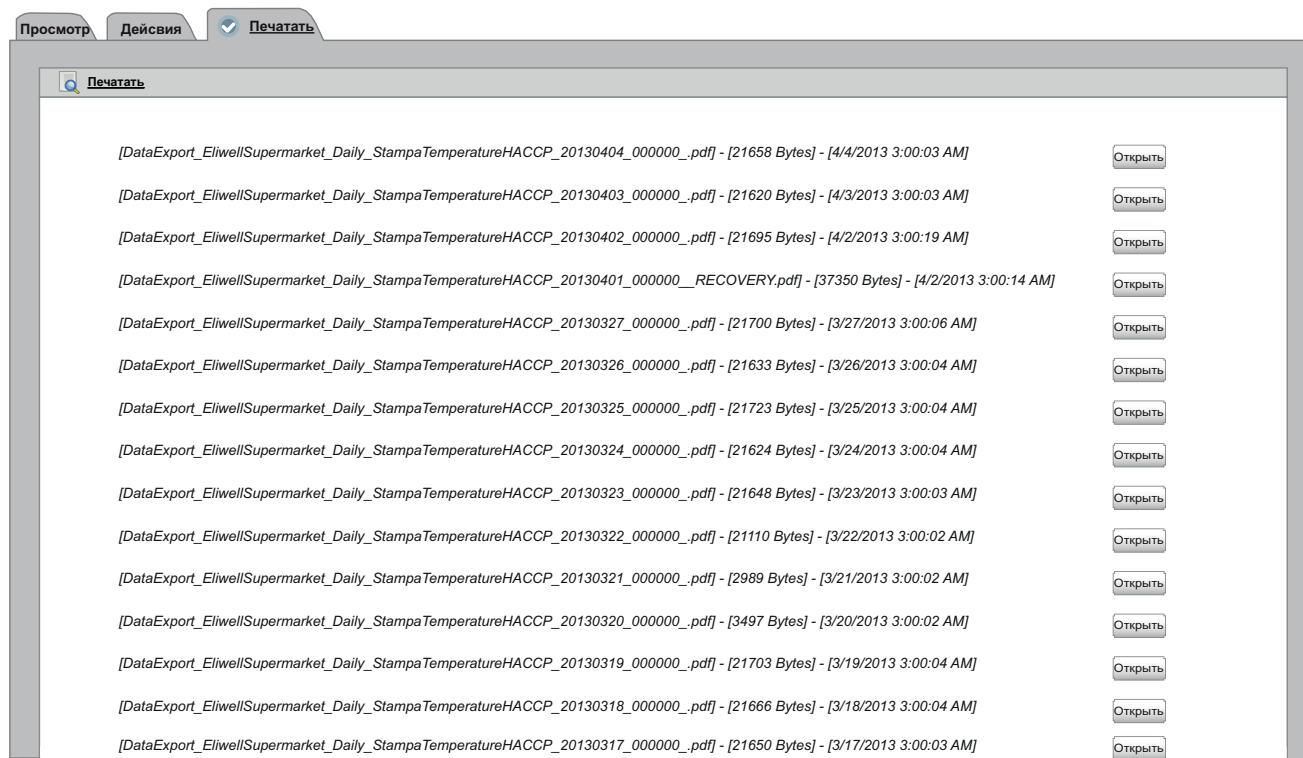 Просмотр Дейсвия Печатать
Печатать
[DataExport_EliwellSupermarket_Daily_StampaTemperatureHACCP_20130404_000000_.pdf] - [21658 Bytes] - [4/4/2013 3:00:03 AM] Открыть
[DataExport_EliwellSupermarket_Daily_StampaTemperatureHACCP_20130403_000000_.pdf] - [21620 Bytes] - [4/3/2013 3:00:03 AM] Открыть
[DataExport_EliwellSupermarket_Daily_StampaTemperatureHACCP_20130402_000000_.pdf] - [21695 Bytes] - [4/2/2013 3:00:19 AM] Открыть
[DataExport_EliwellSupermarket_Daily_StampaTemperatureHACCP_20130401_000000__RECOVERY.pdf] - [37350 Bytes] - [4/2/2013 3:00:14 AM] Открыть
[DataExport_EliwellSupermarket_Daily_StampaTemperatureHACCP_20130327_000000_.pdf] - [21700 Bytes] - [3/27/2013 3:00:06 AM] Открыть
[DataExport_EliwellSupermarket_Daily_StampaTemperatureHACCP_20130326_000000_.pdf] - [21633 Bytes] - [3/26/2013 3:00:04 AM] Открыть
[DataExport_EliwellSupermarket_Daily_StampaTemperatureHACCP_20130325_000000_.pdf] - [21723 Bytes] - [3/25/2013 3:00:04 AM] Открыть
[DataExport_EliwellSupermarket_Daily_StampaTemperatureHACCP_20130324_000000_.pdf] - [21624 Bytes] - [3/24/2013 3:00:04 AM] Открыть
[DataExport_EliwellSupermarket_Daily_StampaTemperatureHACCP_20130323_000000_.pdf] - [21648 Bytes] - [3/23/2013 3:00:03 AM] Открыть
[DataExport_EliwellSupermarket_Daily_StampaTemperatureHACCP_20130322_000000_.pdf] - [21110 Bytes] - [3/22/2013 3:00:02 AM] Открыть
[DataExport_EliwellSupermarket_Daily_StampaTemperatureHACCP_20130321_000000_.pdf] - [2989 Bytes] - [3/21/2013 3:00:02 AM] Открыть
[DataExport_EliwellSupermarket_Daily_StampaTemperatureHACCP_20130320_000000_.pdf] - [3497 Bytes] - [3/20/2013 3:00:02 AM] Открыть
[DataExport_EliwellSupermarket_Daily_StampaTemperatureHACCP_20130319_000000_.pdf] - [21703 Bytes] - [3/19/2013 3:00:04 AM] Открыть
[DataExport_EliwellSupermarket_Daily_StampaTemperatureHACCP_20130318_000000_.pdf] - [21666 Bytes] - [3/18/2013 3:00:04 AM] Открыть
[DataExport_EliwellSupermarket_Daily_StampaTemperatureHACCP_20130317_000000_.pdf] - [21650 Bytes] - [3/17/2013 3:00:03 AM] Открыть